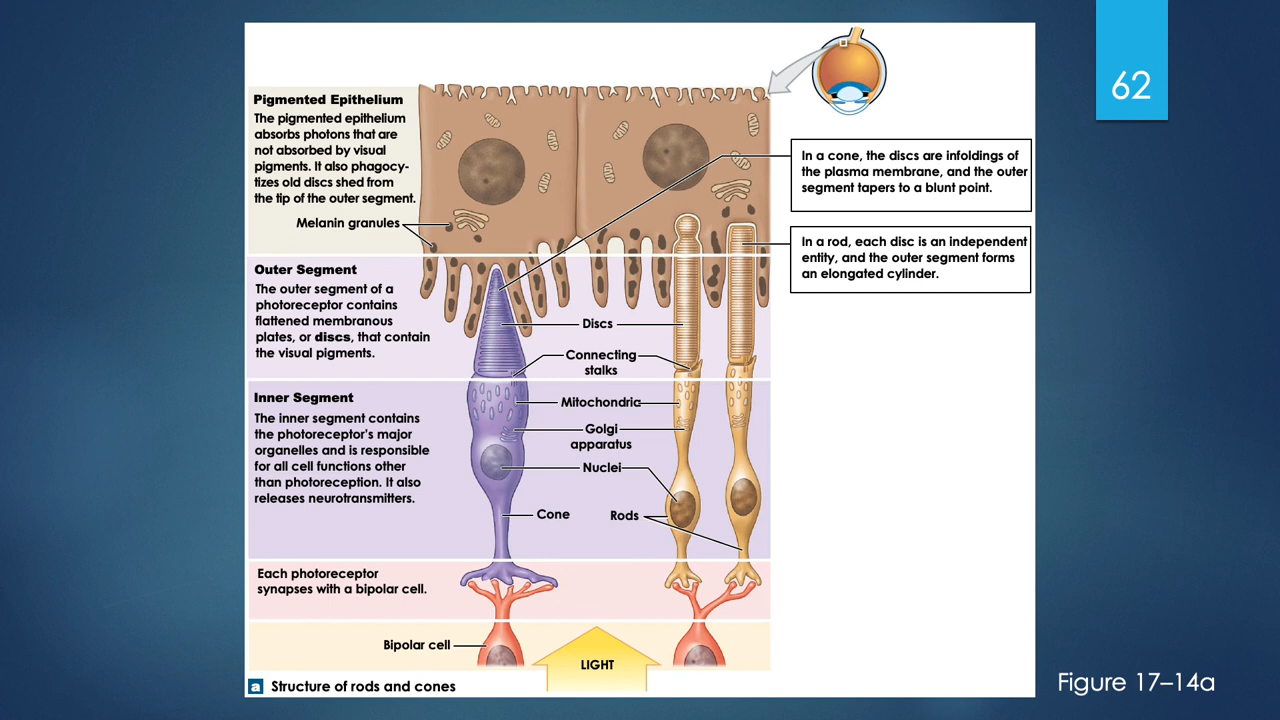 62
Pigmented Epithelium
The pigmented epithelium
absorbs photons that are
not absorbed by visual
pigments. It also phagocy-
tizes old discs shed from
the tip of the outer segment.
Melanin granules
In a cone, the discs are infoldings of
the plasma membrane, and the outer
segment tapers to a blunt point.
In a rod, each disc is an independent
entity, and the outer segment forms
an elongated cylinder.
Outer Segment
The outer segment of a
photoreceptor contains
flattened membranous
plates, or discs, that contain
the visual pigments.
Discs
Connecting
stalks
Inner Segment
The inner segment contains
the photoreceptor's major
organelles and is responsible
for all cell functions other
than photoreception. It also
releases neurotransmitters.
Mitochondria
Golgi
apparatus
Nuclei
Cone
Rods
Each photoreceptor
synapses with a bipolar cell.
Bipolar cell
LIGHT
a Structure of rods and cones
Figure 17–14a